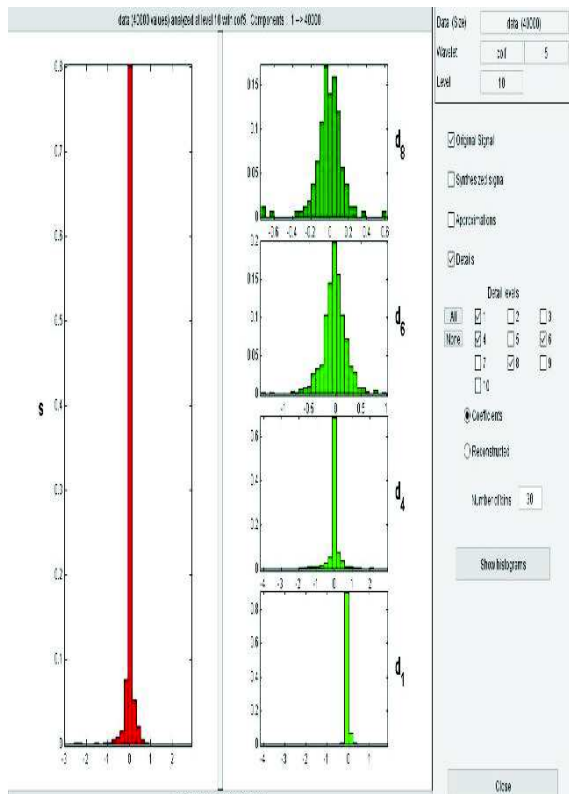 data (40000 values) analyzed at level 10 with coif5. Components : 1 --> 40000
0.8
0.7
0.6
0.5
0.4
0.3
0.2
0.1
0
s
-3 -2 -1 0 1 2
0.15
0.1
0.05
0
-0.6 -0.4 -0.2 0 0.2 0.4 0.6
d8
0.2
0.15
0.1
0.05
0
-1 -0.5 0 0.5 1
d6
0.6
0.4
0.2
0
-4 -3 -2 -1 0 1 2
d4
0.8
0.6
0.4
0.2
0
-4 -3 -2 -1 0 1 2 3
d1
Data (Size) data (40000)
Wavelet coif 5
Level 10
Original Signal
Synthesized signal
Approximations
Details
Detail levels
All 1 2 3
None 4 5 6
7 8 9
10
Coefficients
Reconstructed
Number of bins 30
Show histograms
Close